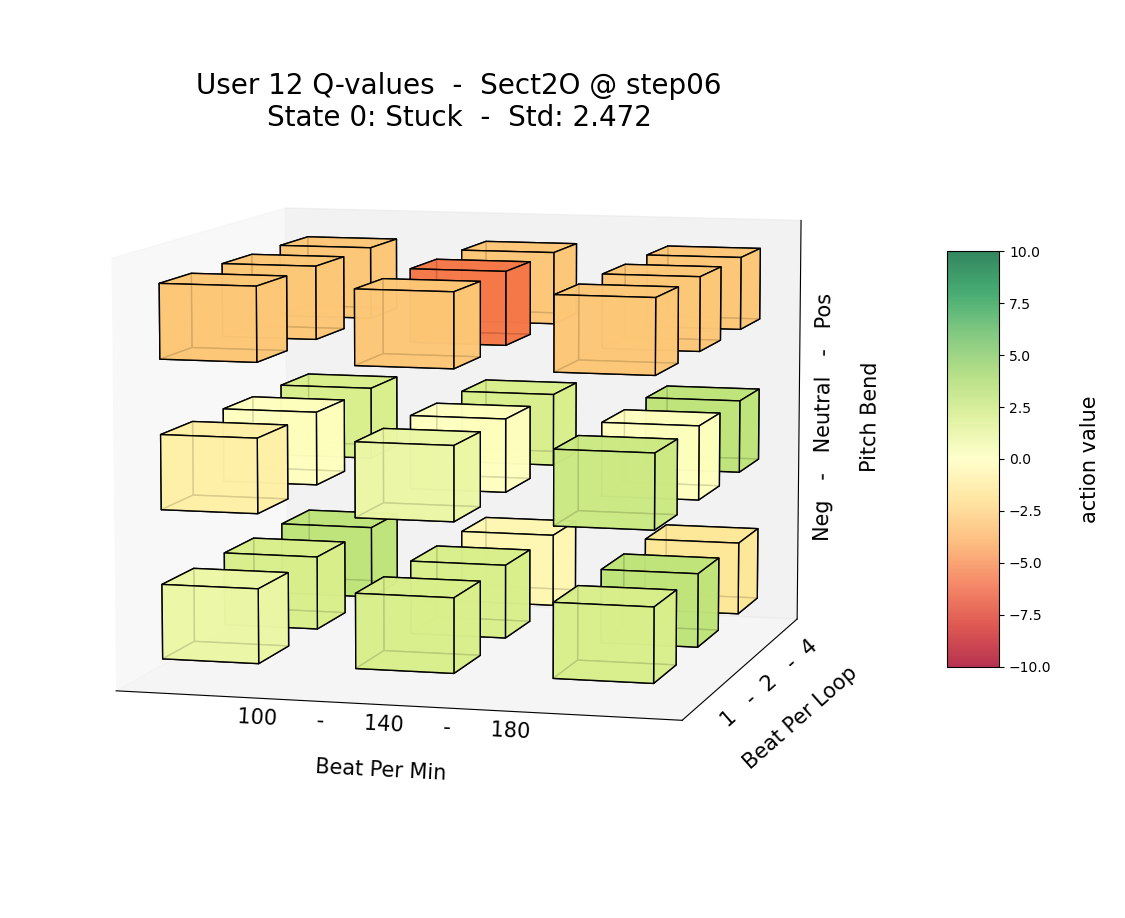 User 12 Q-values  -  Sect2O @ step06
State 0: Stuck  -  Std: 2.472
Neg   -   Neutral   -   Pos
Pitch Bend
1  -  2  -  4
Beat Per Loop
100      -      140      -      180
Beat Per Min
10.0
7.5
5.0
2.5
0.0
−2.5
−5.0
−7.5
−10.0
action value